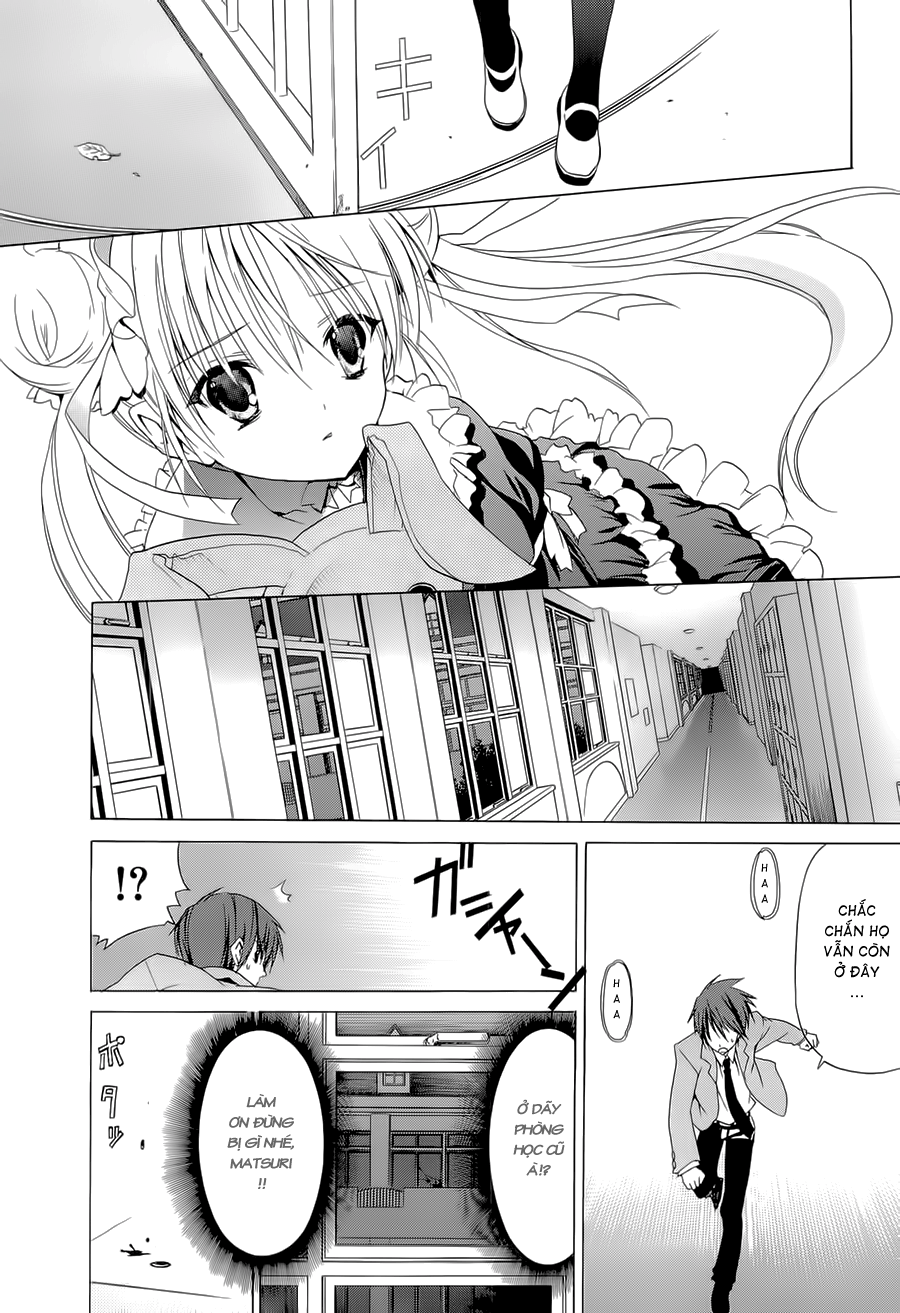 キイ
HAA
CHẮC
CHẮN HỌ
VẪN CÒN
Ở ĐÂY
...
HAA
!?
ガシャーン
Ở DÃY
PHÒNG
HỌC CŨ
À!?
LÀM
ƠN ĐỪNG
BỊ GÌ NHÉ,
MATSURI
!!
ポタッ